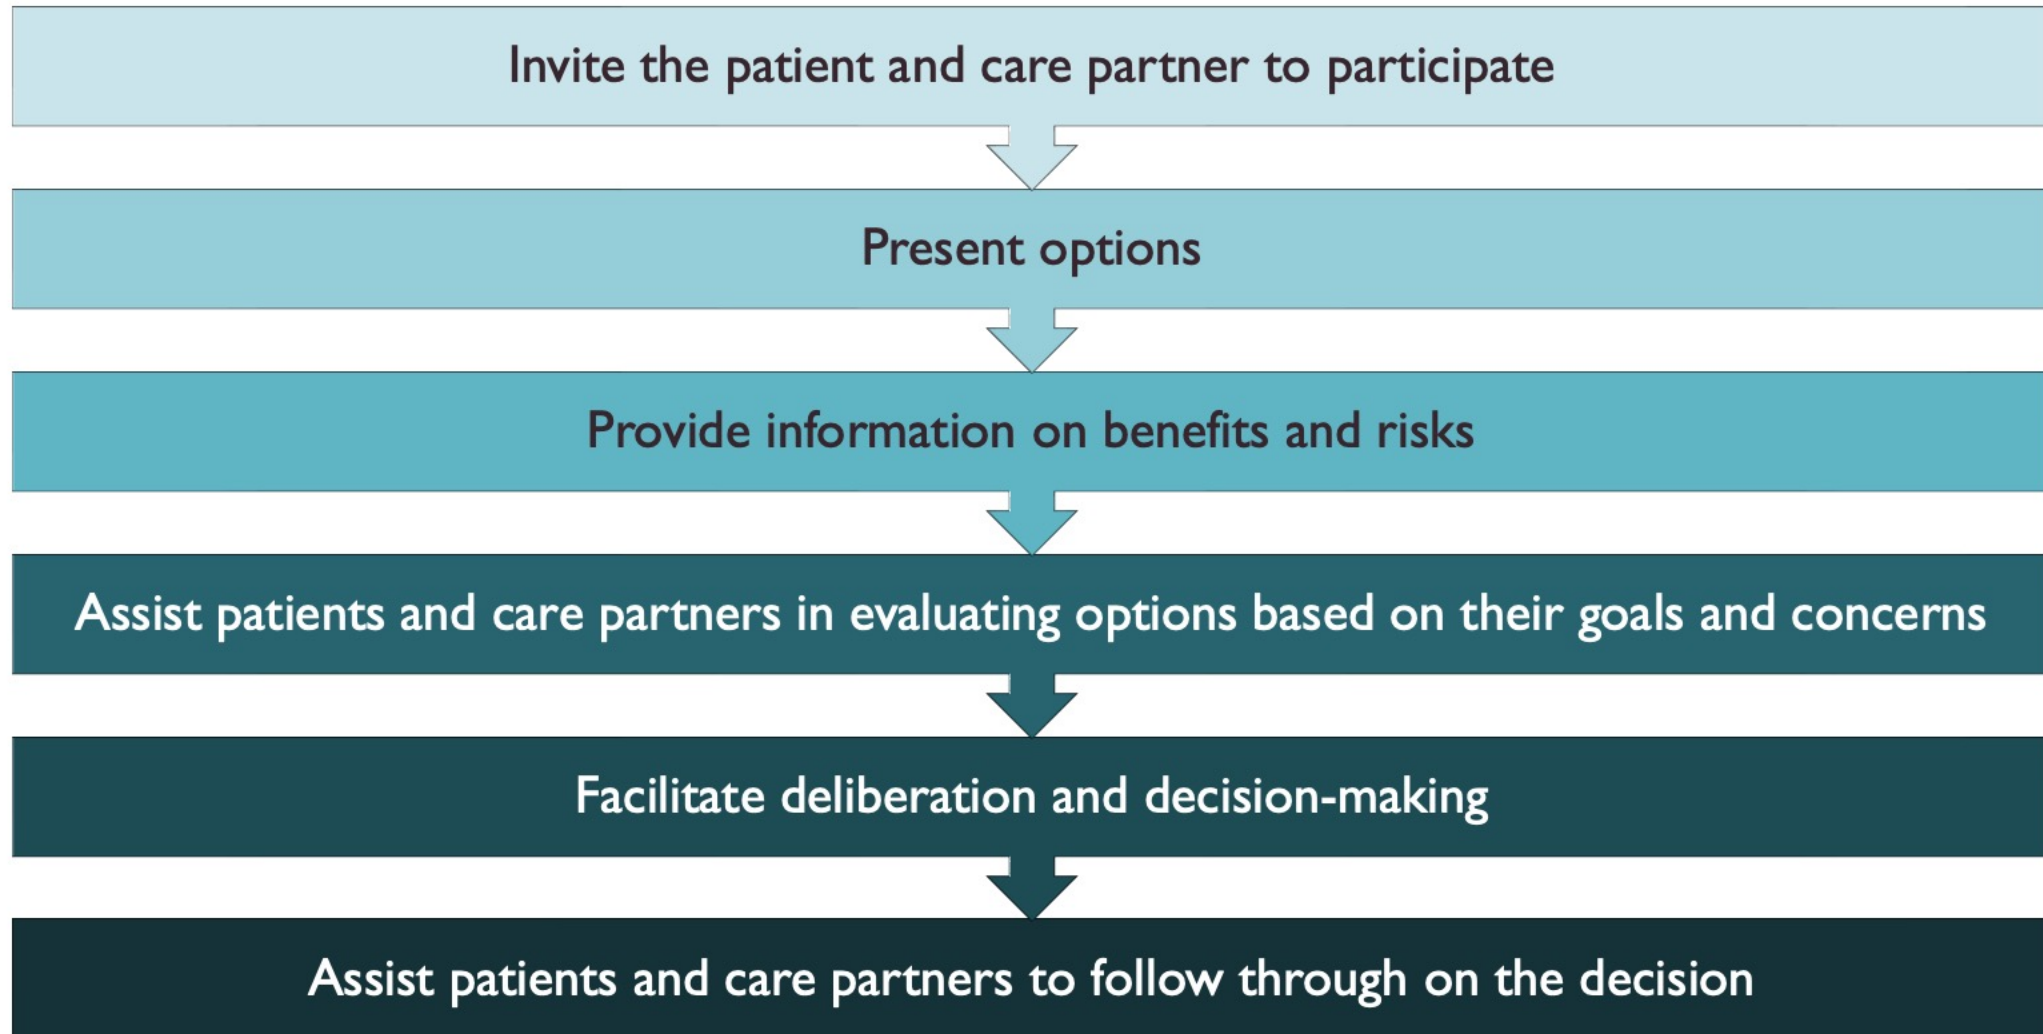 Invite the patient and care partner to participate
Present options
Provide information on benefits and risks
Assist patients and care partners in evaluating options based on their goals and concerns
Facilitate deliberation and decision-making
Assist patients and care partners to follow through on the decision